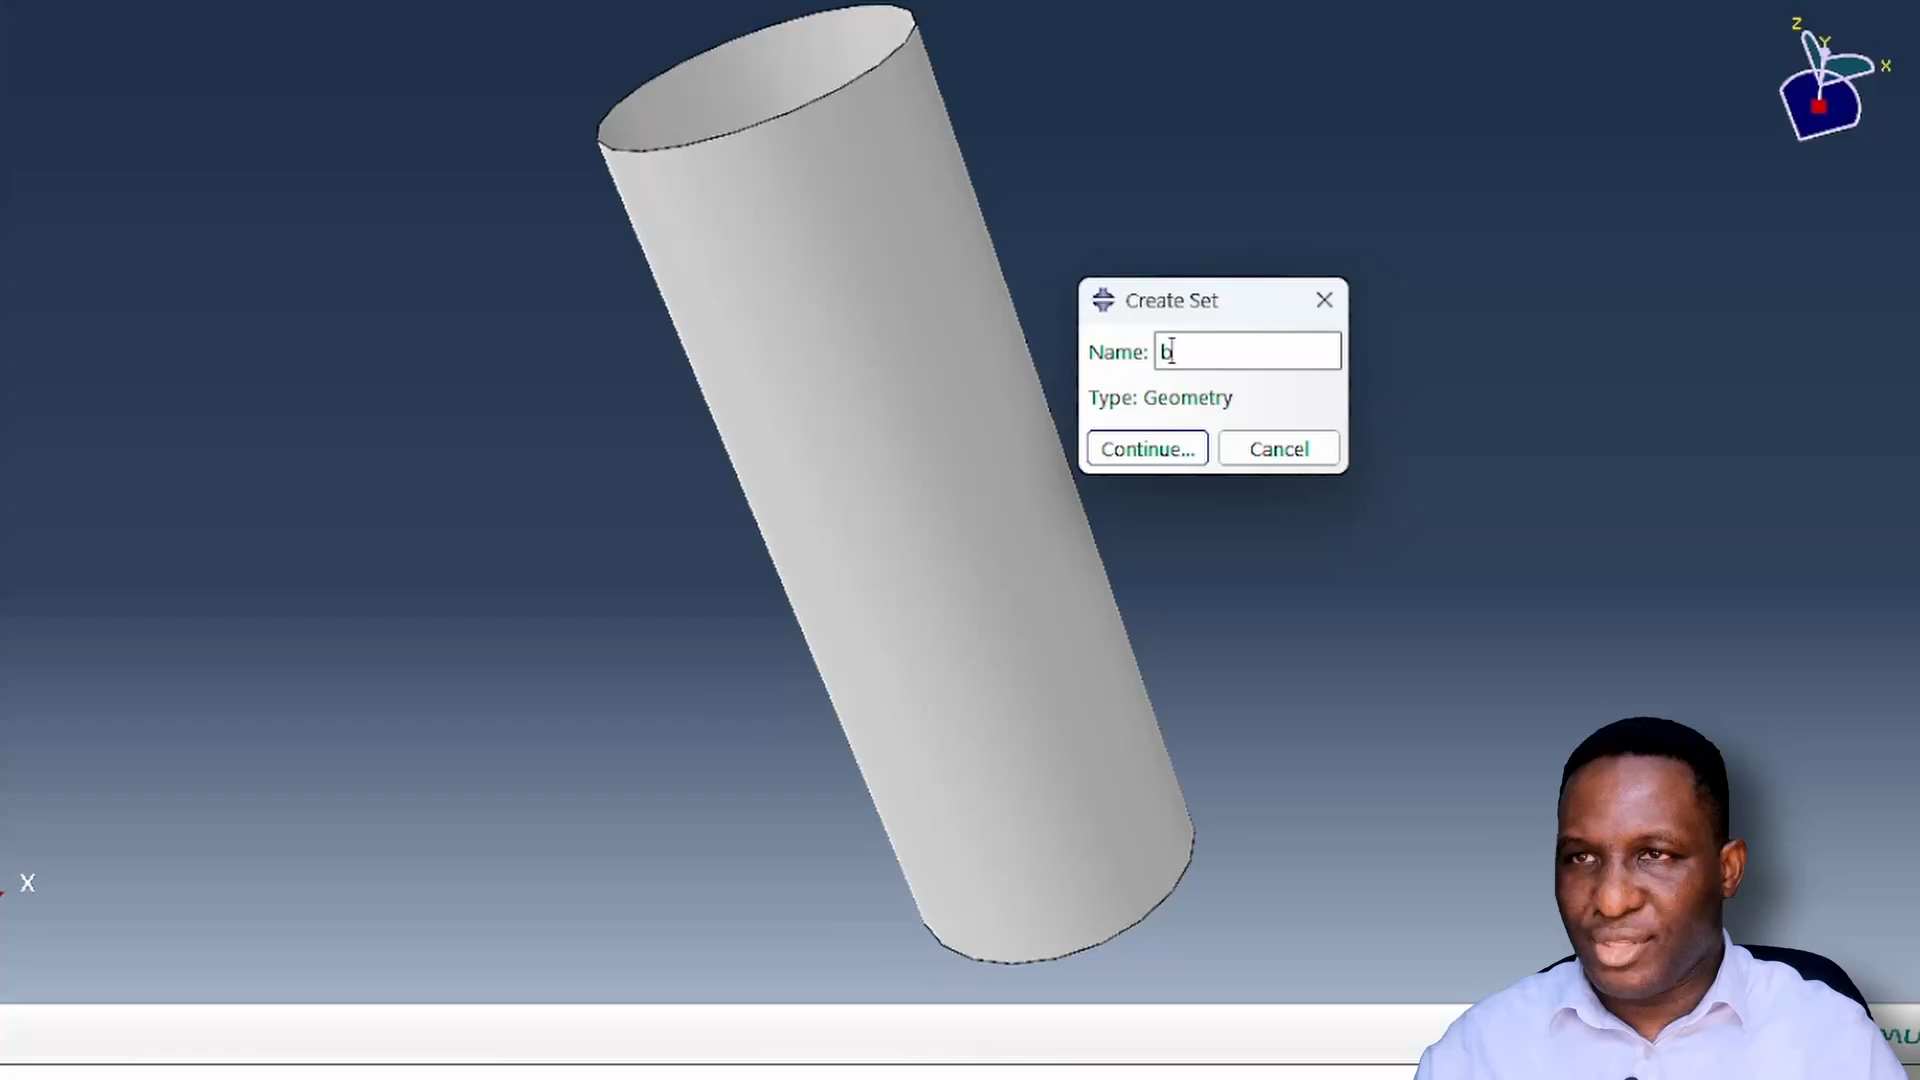 Z
Y
X
Create Set
Name: b
Type: Geometry
Continue... Cancel
X